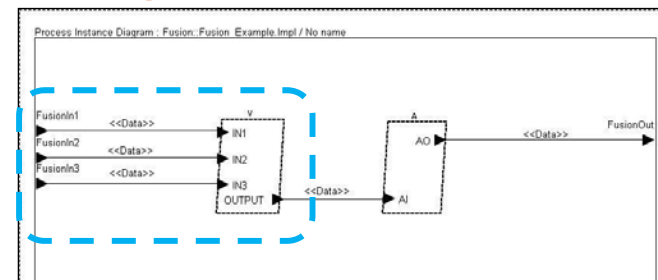 Process Instance Diagram : Fusion::Fusion_Example.Impl / No name
FusionIn1
<<Data>>
V
IN1
FusionIn2
<<Data>>
IN2
FusionIn3
<<Data>>
IN3
OUTPUT
<<Data>>
A
AO
AI
<<Data>>
FusionOut